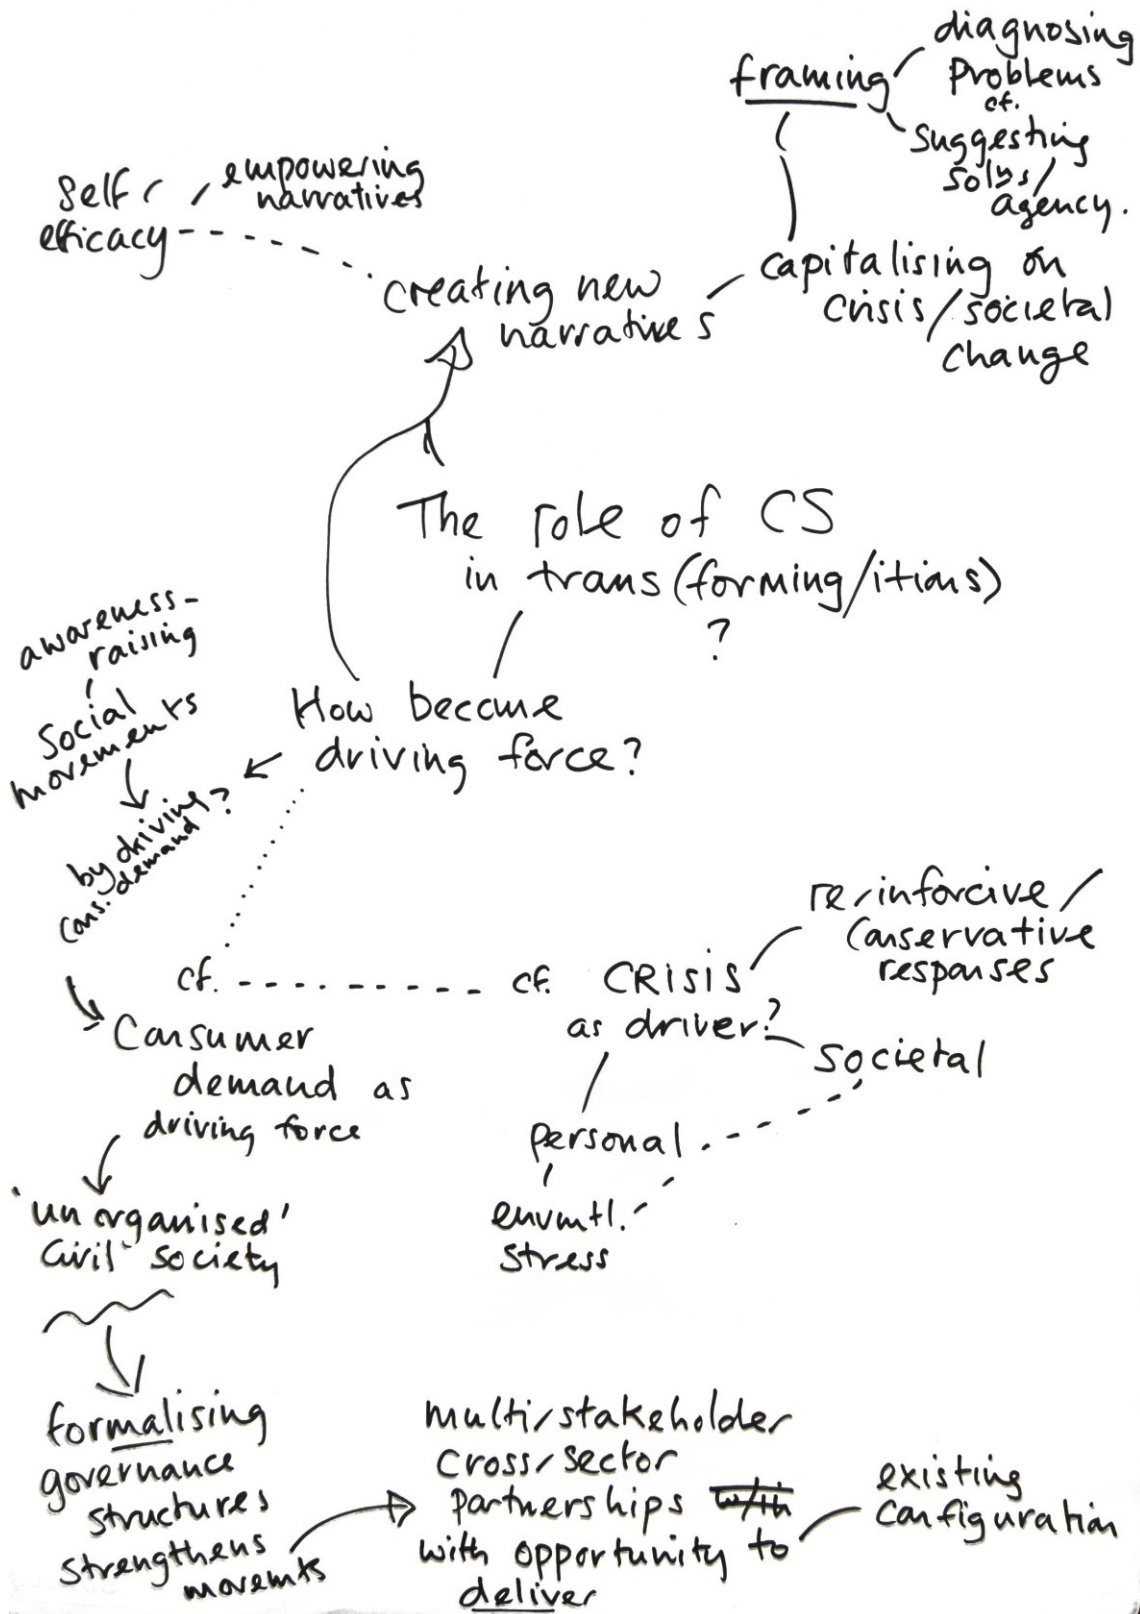 framing
diagnosing
problems
cf.
suggesting
solns/
agency.
self
efficacy
empowering
narratives
creating new
narratives
capitalising on
crisis/societal
change
The role of CS
in trans(forming/itions)
?
awareness-
raising
social
movements
by driving
cons. demand?
How become
driving force?
cf.
cf. CRISIS
as driver?
re-inforcive/
conservative
responses
societal
personal
envmtl.
stress
Consumer
demand as
driving force
'unorganised'
civil society
formalising
governance
structures
strengthens
movemts
multi-stakeholder
cross-sector
partnerships w/in
with opportunity to
deliver
existing
configuration